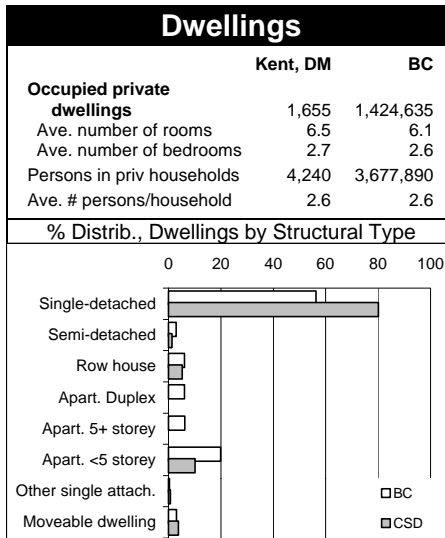 Dwellings
Kent, DM BC
Occupied private
dwellings 1,655 1,424,635
Ave. number of rooms 6.5 6.1
Ave. number of bedrooms 2.7 2.6
Persons in priv households 4,240 3,677,890
Ave. # persons/household 2.6 2.6
% Distrib., Dwellings by Structural Type
0 20 40 60 80 100
Single-detached
Semi-detached
Row house
Apart. Duplex
Apart. 5+ storey
Apart. <5 storey
Other single attach.
Moveable dwelling
BC
CSD